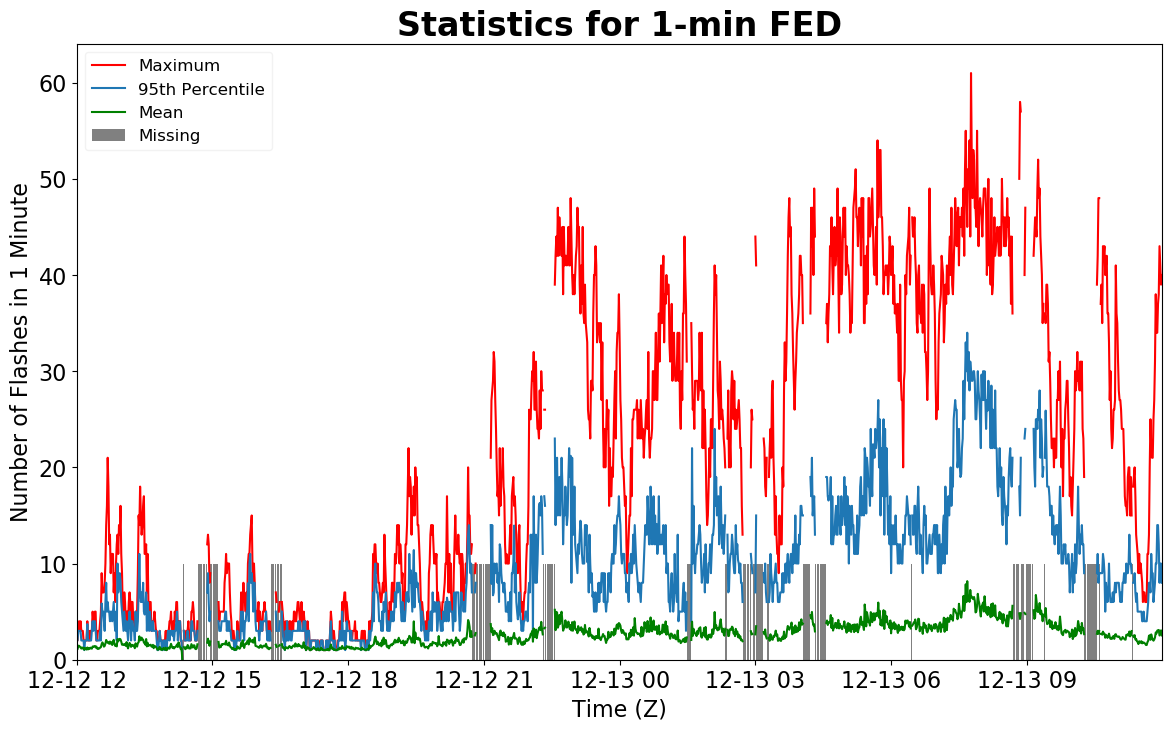 Statistics for 1-min FED
Maximum
95th Percentile
Mean
Missing
Number of Flashes in 1 Minute
60
50
40
30
20
10
0
12-12 12
12-12 15
12-12 18
12-12 21
12-13 00
12-13 03
12-13 06
12-13 09
Time (Z)